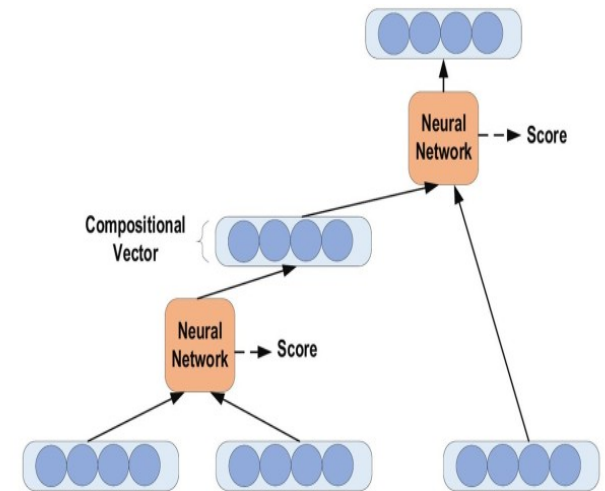 Neural
Network
Score
Compositional
Vector
Neural
Network
Score